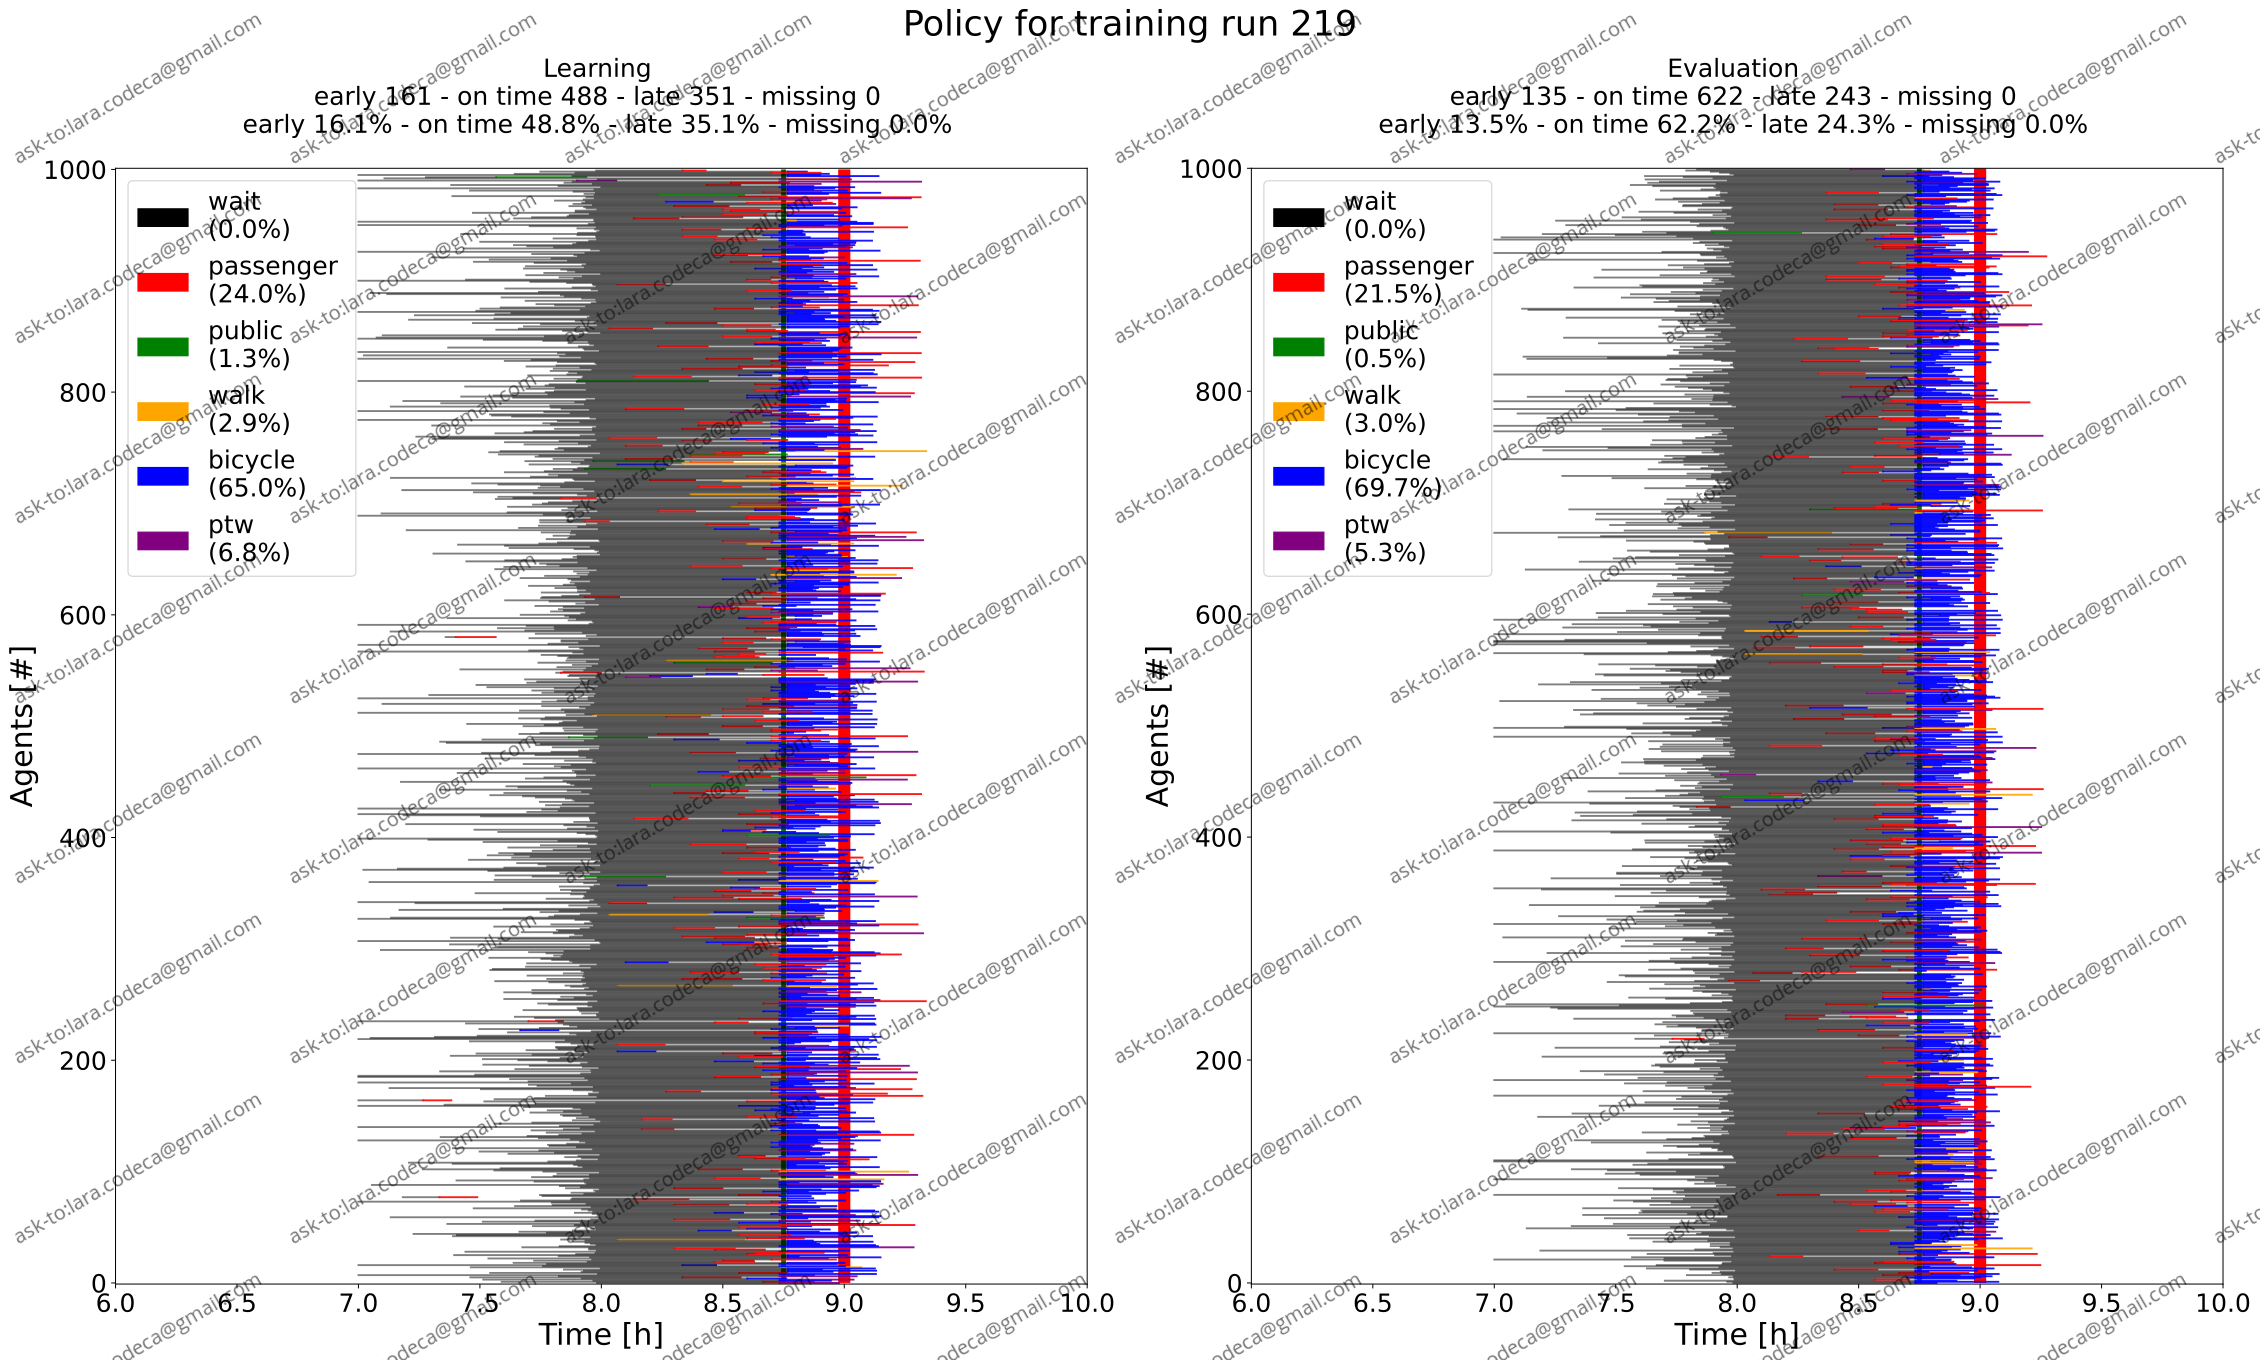 Policy for training run 219
Learning
early 161 - on time 488 - late 351 - missing 0
early 16.1% - on time 48.8% - late 35.1% - missing 0.0%
1000
800
600
400
200
0
Agents [#]
wait
(0.0%)
passenger
(24.0%)
public
(1.3%)
walk
(2.9%)
bicycle
(65.0%)
ptw
(6.8%)
6.0 6.5 7.0 7.5 8.0 8.5 9.0 9.5 10.0
Time [h]
Evaluation
early 135 - on time 622 - late 243 - missing 0
early 13.5% - on time 62.2% - late 24.3% - missing 0.0%
1000
800
600
400
200
0
Agents [#]
wait
(0.0%)
passenger
(21.5%)
public
(0.5%)
walk
(3.0%)
bicycle
(69.7%)
ptw
(5.3%)
6.0 6.5 7.0 7.5 8.0 8.5 9.0 9.5 10.0
Time [h]
ask-to:lara.codeca@gmail.com